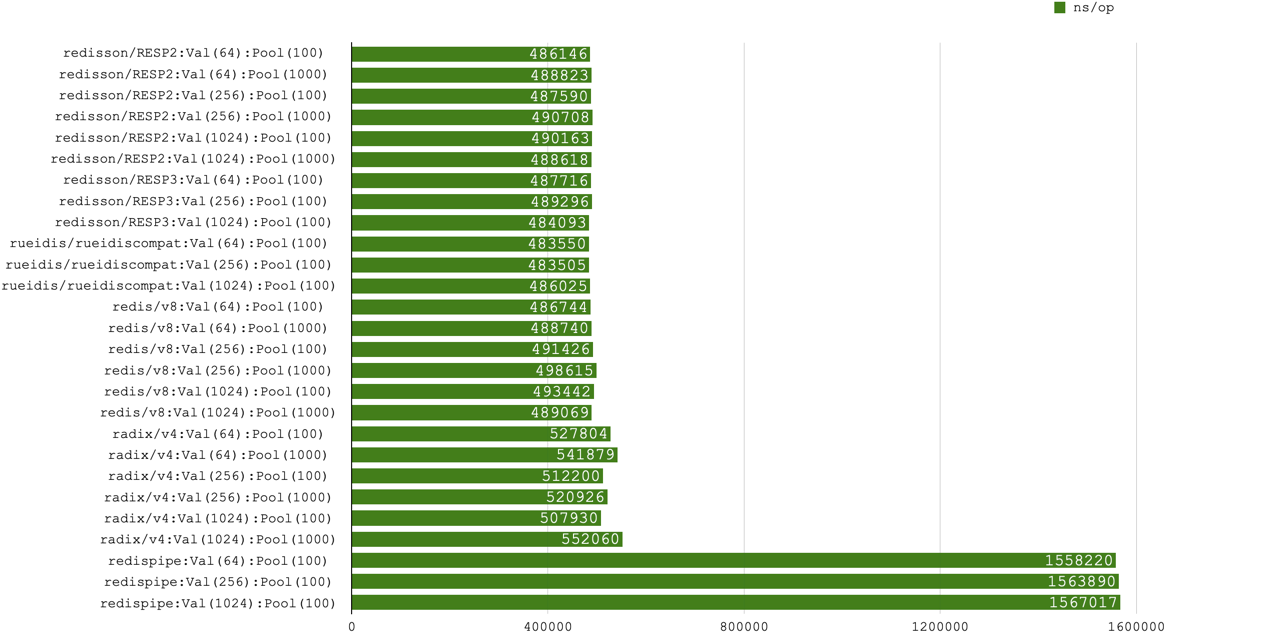 ns/op
redisson/RESP2:Val(64):Pool(100) 486146
redisson/RESP2:Val(64):Pool(1000) 488823
redisson/RESP2:Val(256):Pool(100) 487590
redisson/RESP2:Val(256):Pool(1000) 490708
redisson/RESP2:Val(1024):Pool(100) 490163
redisson/RESP2:Val(1024):Pool(1000) 488618
redisson/RESP3:Val(64):Pool(100) 487716
redisson/RESP3:Val(256):Pool(100) 489296
redisson/RESP3:Val(1024):Pool(100) 484093
rueidis/rueidiscompat:Val(64):Pool(100) 483550
rueidis/rueidiscompat:Val(256):Pool(100) 483505
rueidis/rueidiscompat:Val(1024):Pool(100) 486025
redis/v8:Val(64):Pool(100) 486744
redis/v8:Val(64):Pool(1000) 488740
redis/v8:Val(256):Pool(100) 491426
redis/v8:Val(256):Pool(1000) 498615
redis/v8:Val(1024):Pool(100) 493442
redis/v8:Val(1024):Pool(1000) 489069
radix/v4:Val(64):Pool(100) 527804
radix/v4:Val(64):Pool(1000) 541879
radix/v4:Val(256):Pool(100) 512200
radix/v4:Val(256):Pool(1000) 520926
radix/v4:Val(1024):Pool(100) 507930
radix/v4:Val(1024):Pool(1000) 552060
redispipe:Val(64):Pool(100) 1558220
redispipe:Val(256):Pool(100) 1563890
redispipe:Val(1024):Pool(100) 1567017
0 400000 800000 1200000 1600000